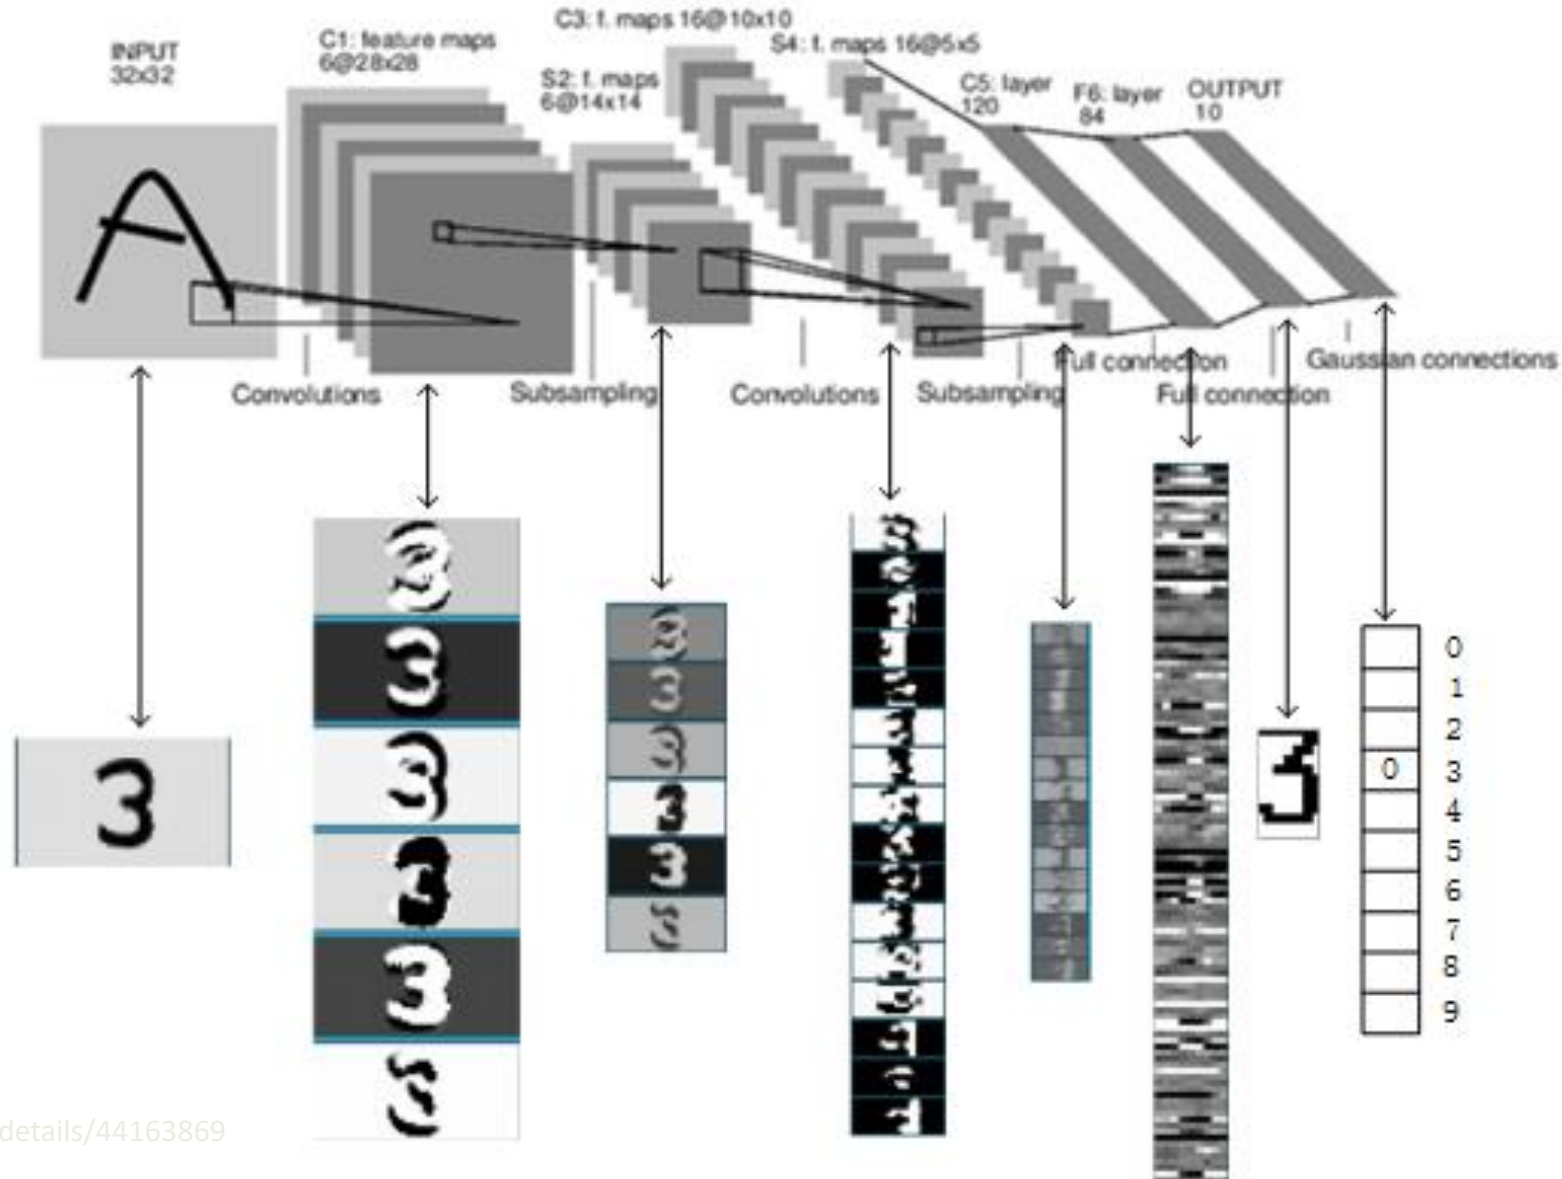 INPUT
32x32
C1: feature maps
6@28x28
S2: f. maps
6@14x14
C3: f. maps 16@10x10
S4: f. maps 16@5x5
C5: layer
120
F6: layer
84
OUTPUT
10
Convolutions
Subsampling
Convolutions
Subsampling
Full connection
Full connection
Gaussian connections
A
3
3
0
1
2
0 3
4
5
6
7
8
9
details/44163869